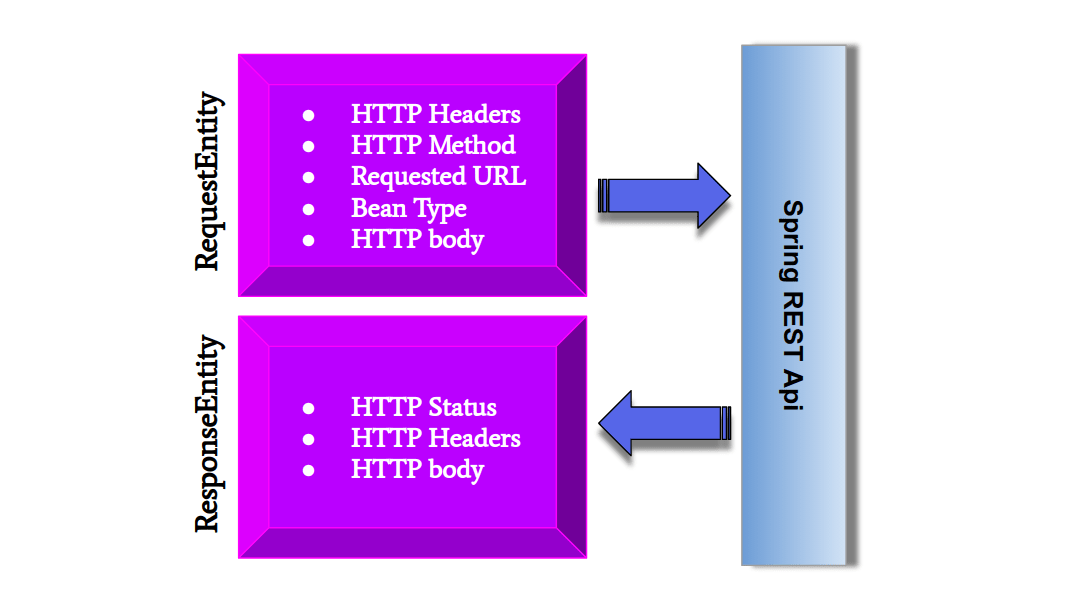 RequestEntity
● HTTP Headers
● HTTP Method
● Requested URL
● Bean Type
● HTTP body
ResponseEntity
● HTTP Status
● HTTP Headers
● HTTP body
Spring REST Api